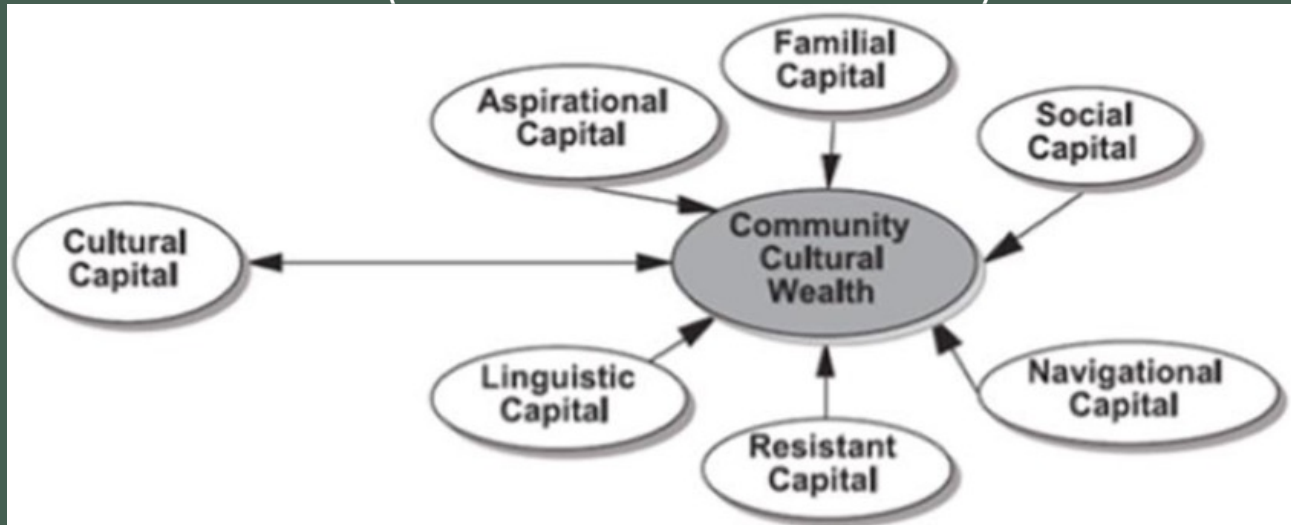 Familial
Capital
Aspirational
Capital
Social
Capital
Community
Cultural
Wealth
Cultural
Capital
Linguistic
Capital
Navigational
Capital
Resistant
Capital